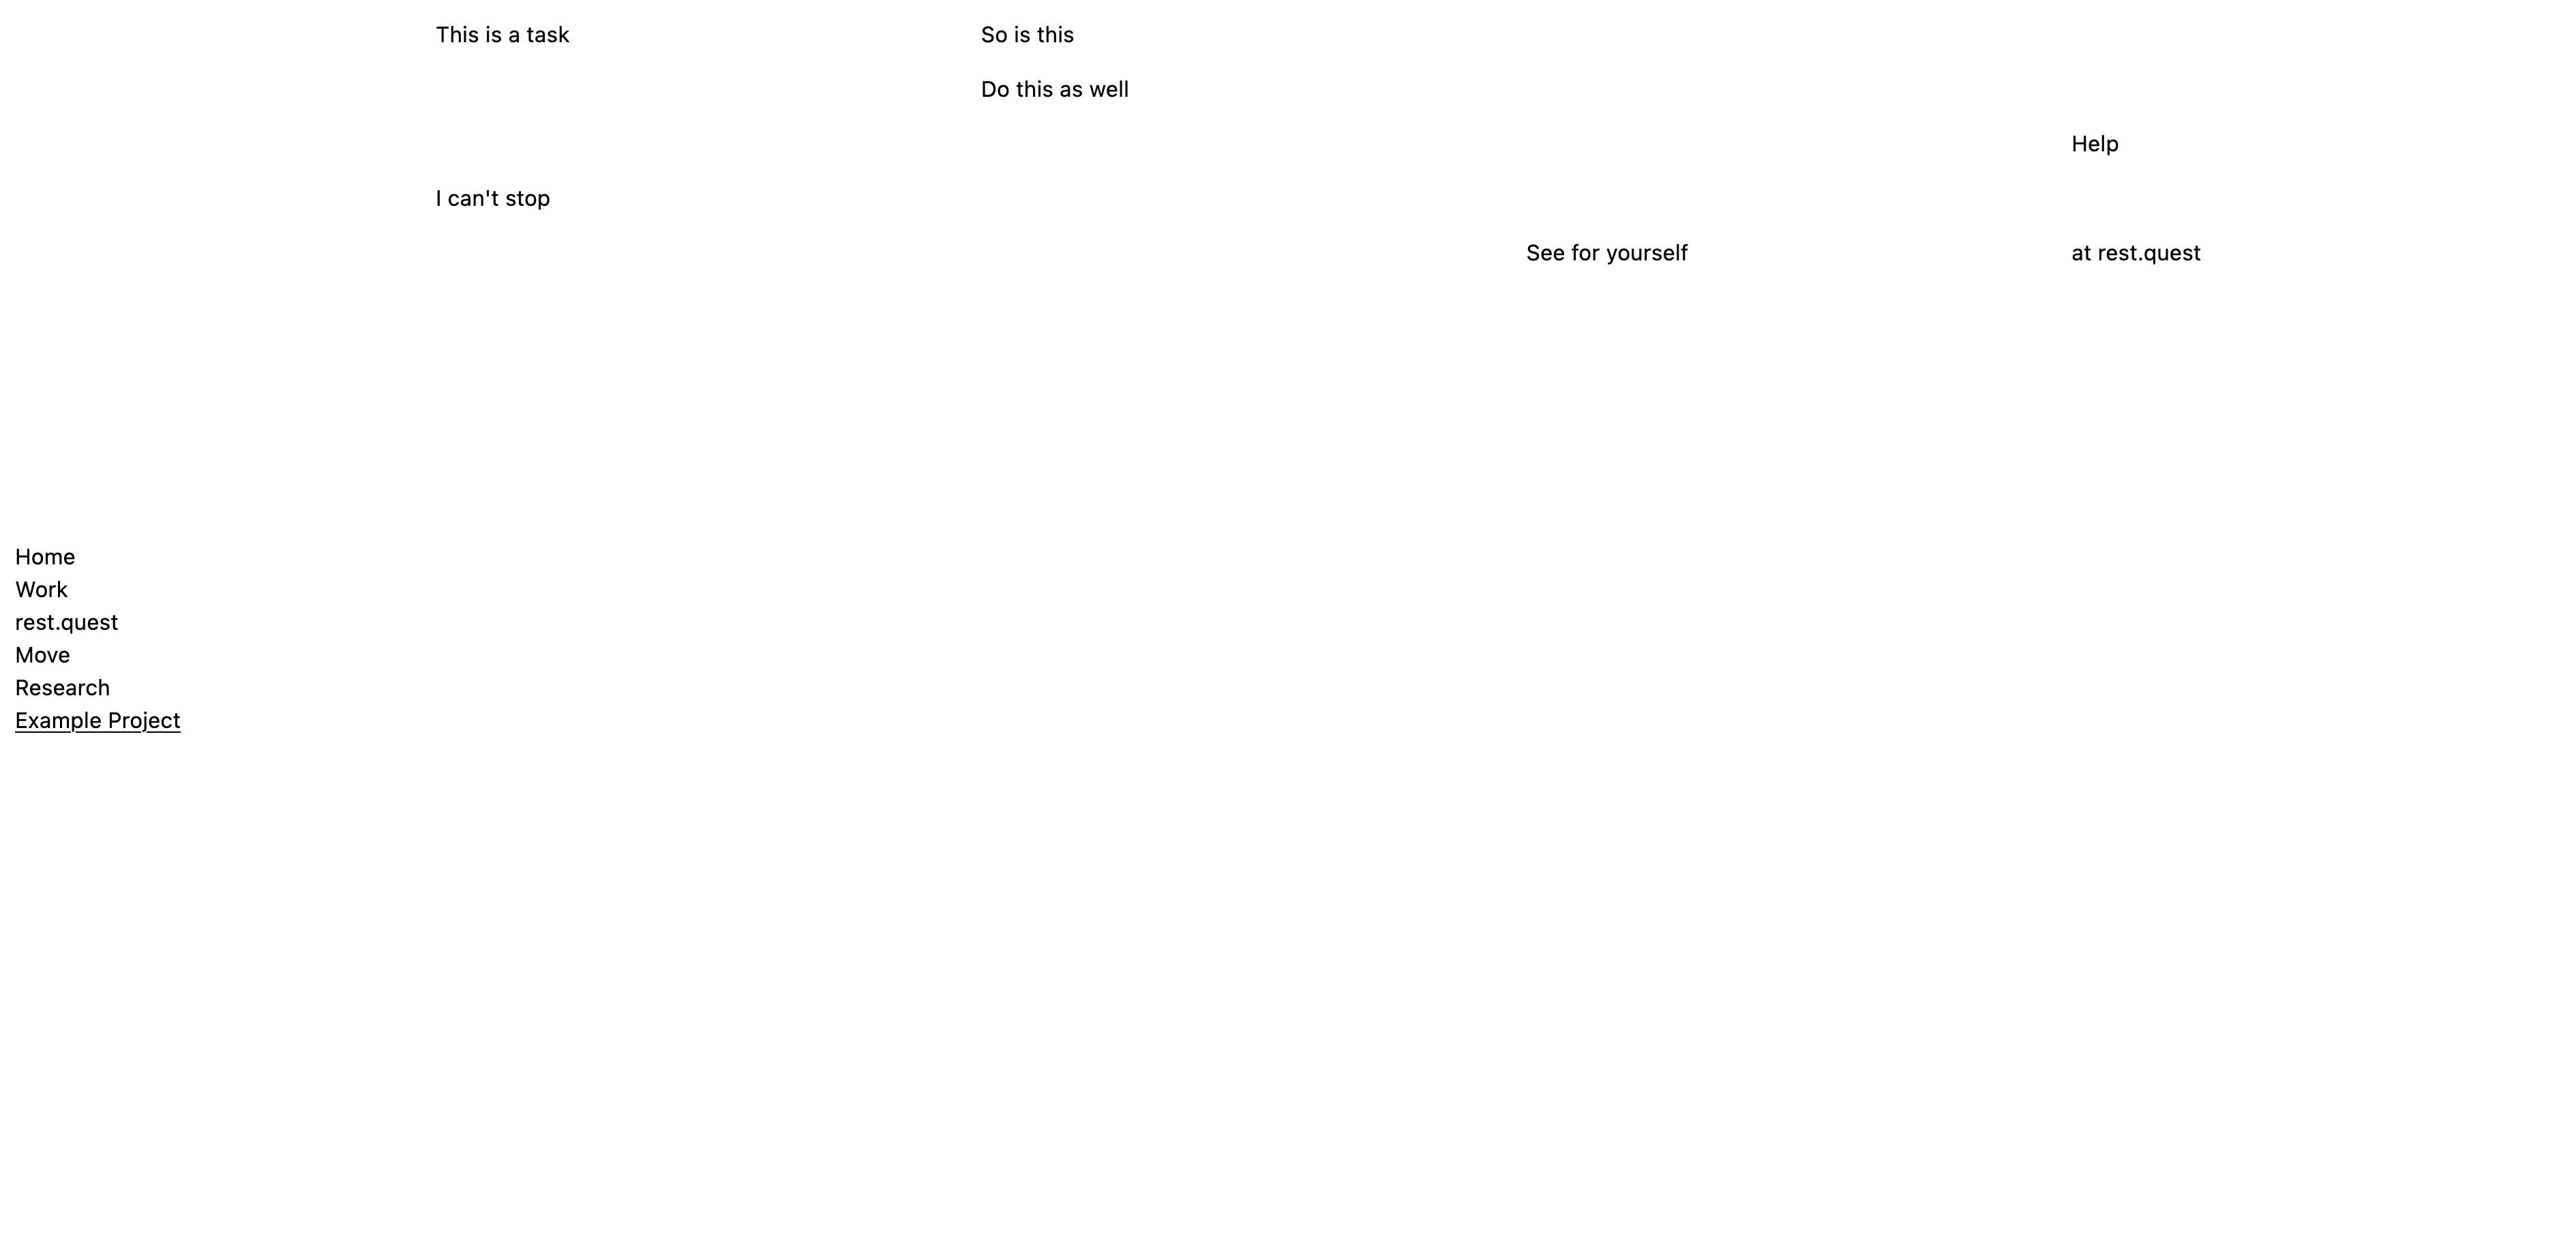 This is a task
So is this
Do this as well
Help
I can't stop
See for yourself
at rest.quest
Home
Work
rest.quest
Move
Research
Example Project